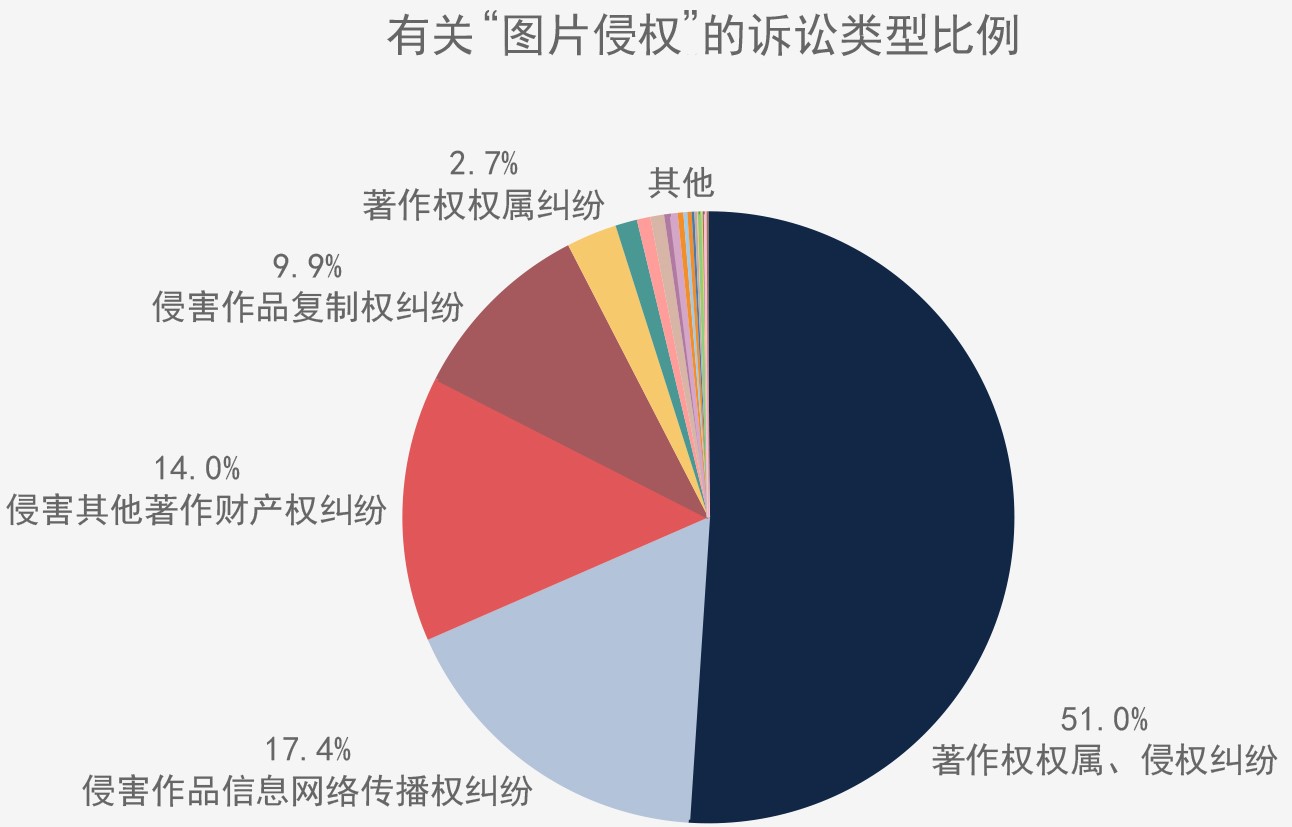 有关“图片侵权”的诉讼类型比例
2.7%
著作权权属纠纷
其他
9.9%
侵害作品复制权纠纷
14.0%
侵害其他著作财产权纠纷
17.4%
侵害作品信息网络传播权纠纷
51.0%
著作权权属、侵权纠纷